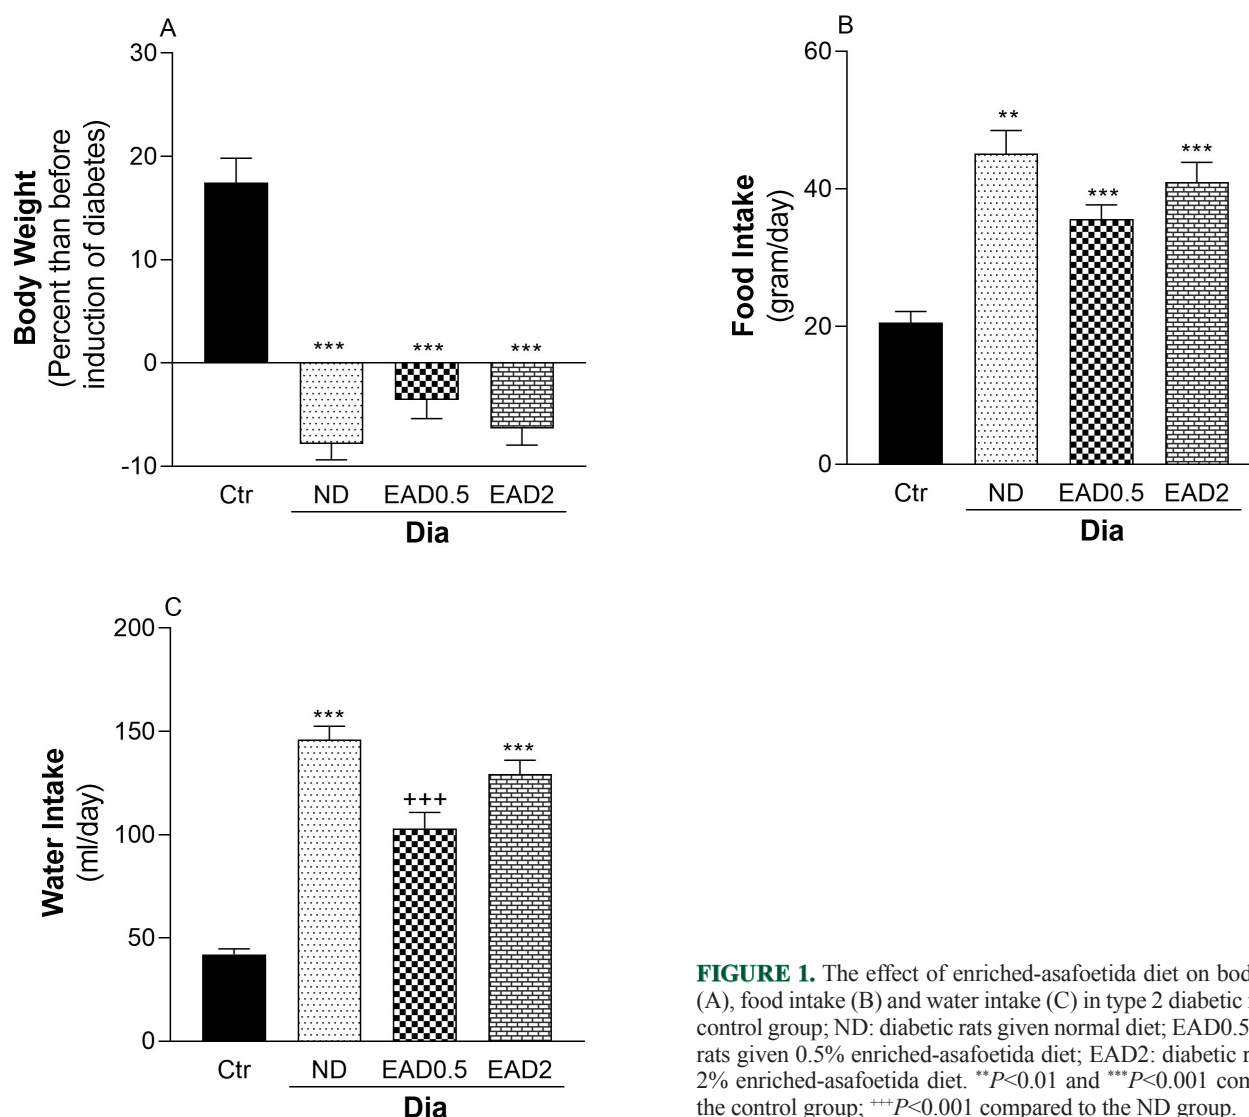 A
30
20
10
0
-10
Body Weight
(Percent than before
induction of diabetes)
*** *** ***
Ctr ND EAD0.5 EAD2
Dia
B
60
40
20
0
Food Intake
(gram/day)
** *** ***
Ctr ND EAD0.5 EAD2
Dia
C
200
150
100
50
0
Water Intake
(ml/day)
*** +++ ***
Ctr ND EAD0.5 EAD2
Dia
FIGURE 1. The effect of enriched-asafoetida diet on bod
(A), food intake (B) and water intake (C) in type 2 diabetic
control group; ND: diabetic rats given normal diet; EAD0.5
rats given 0.5% enriched-asafoetida diet; EAD2: diabetic
2% enriched-asafoetida diet. **P<0.01 and ***P<0.001 com
the control group; +++P<0.001 compared to the ND group.